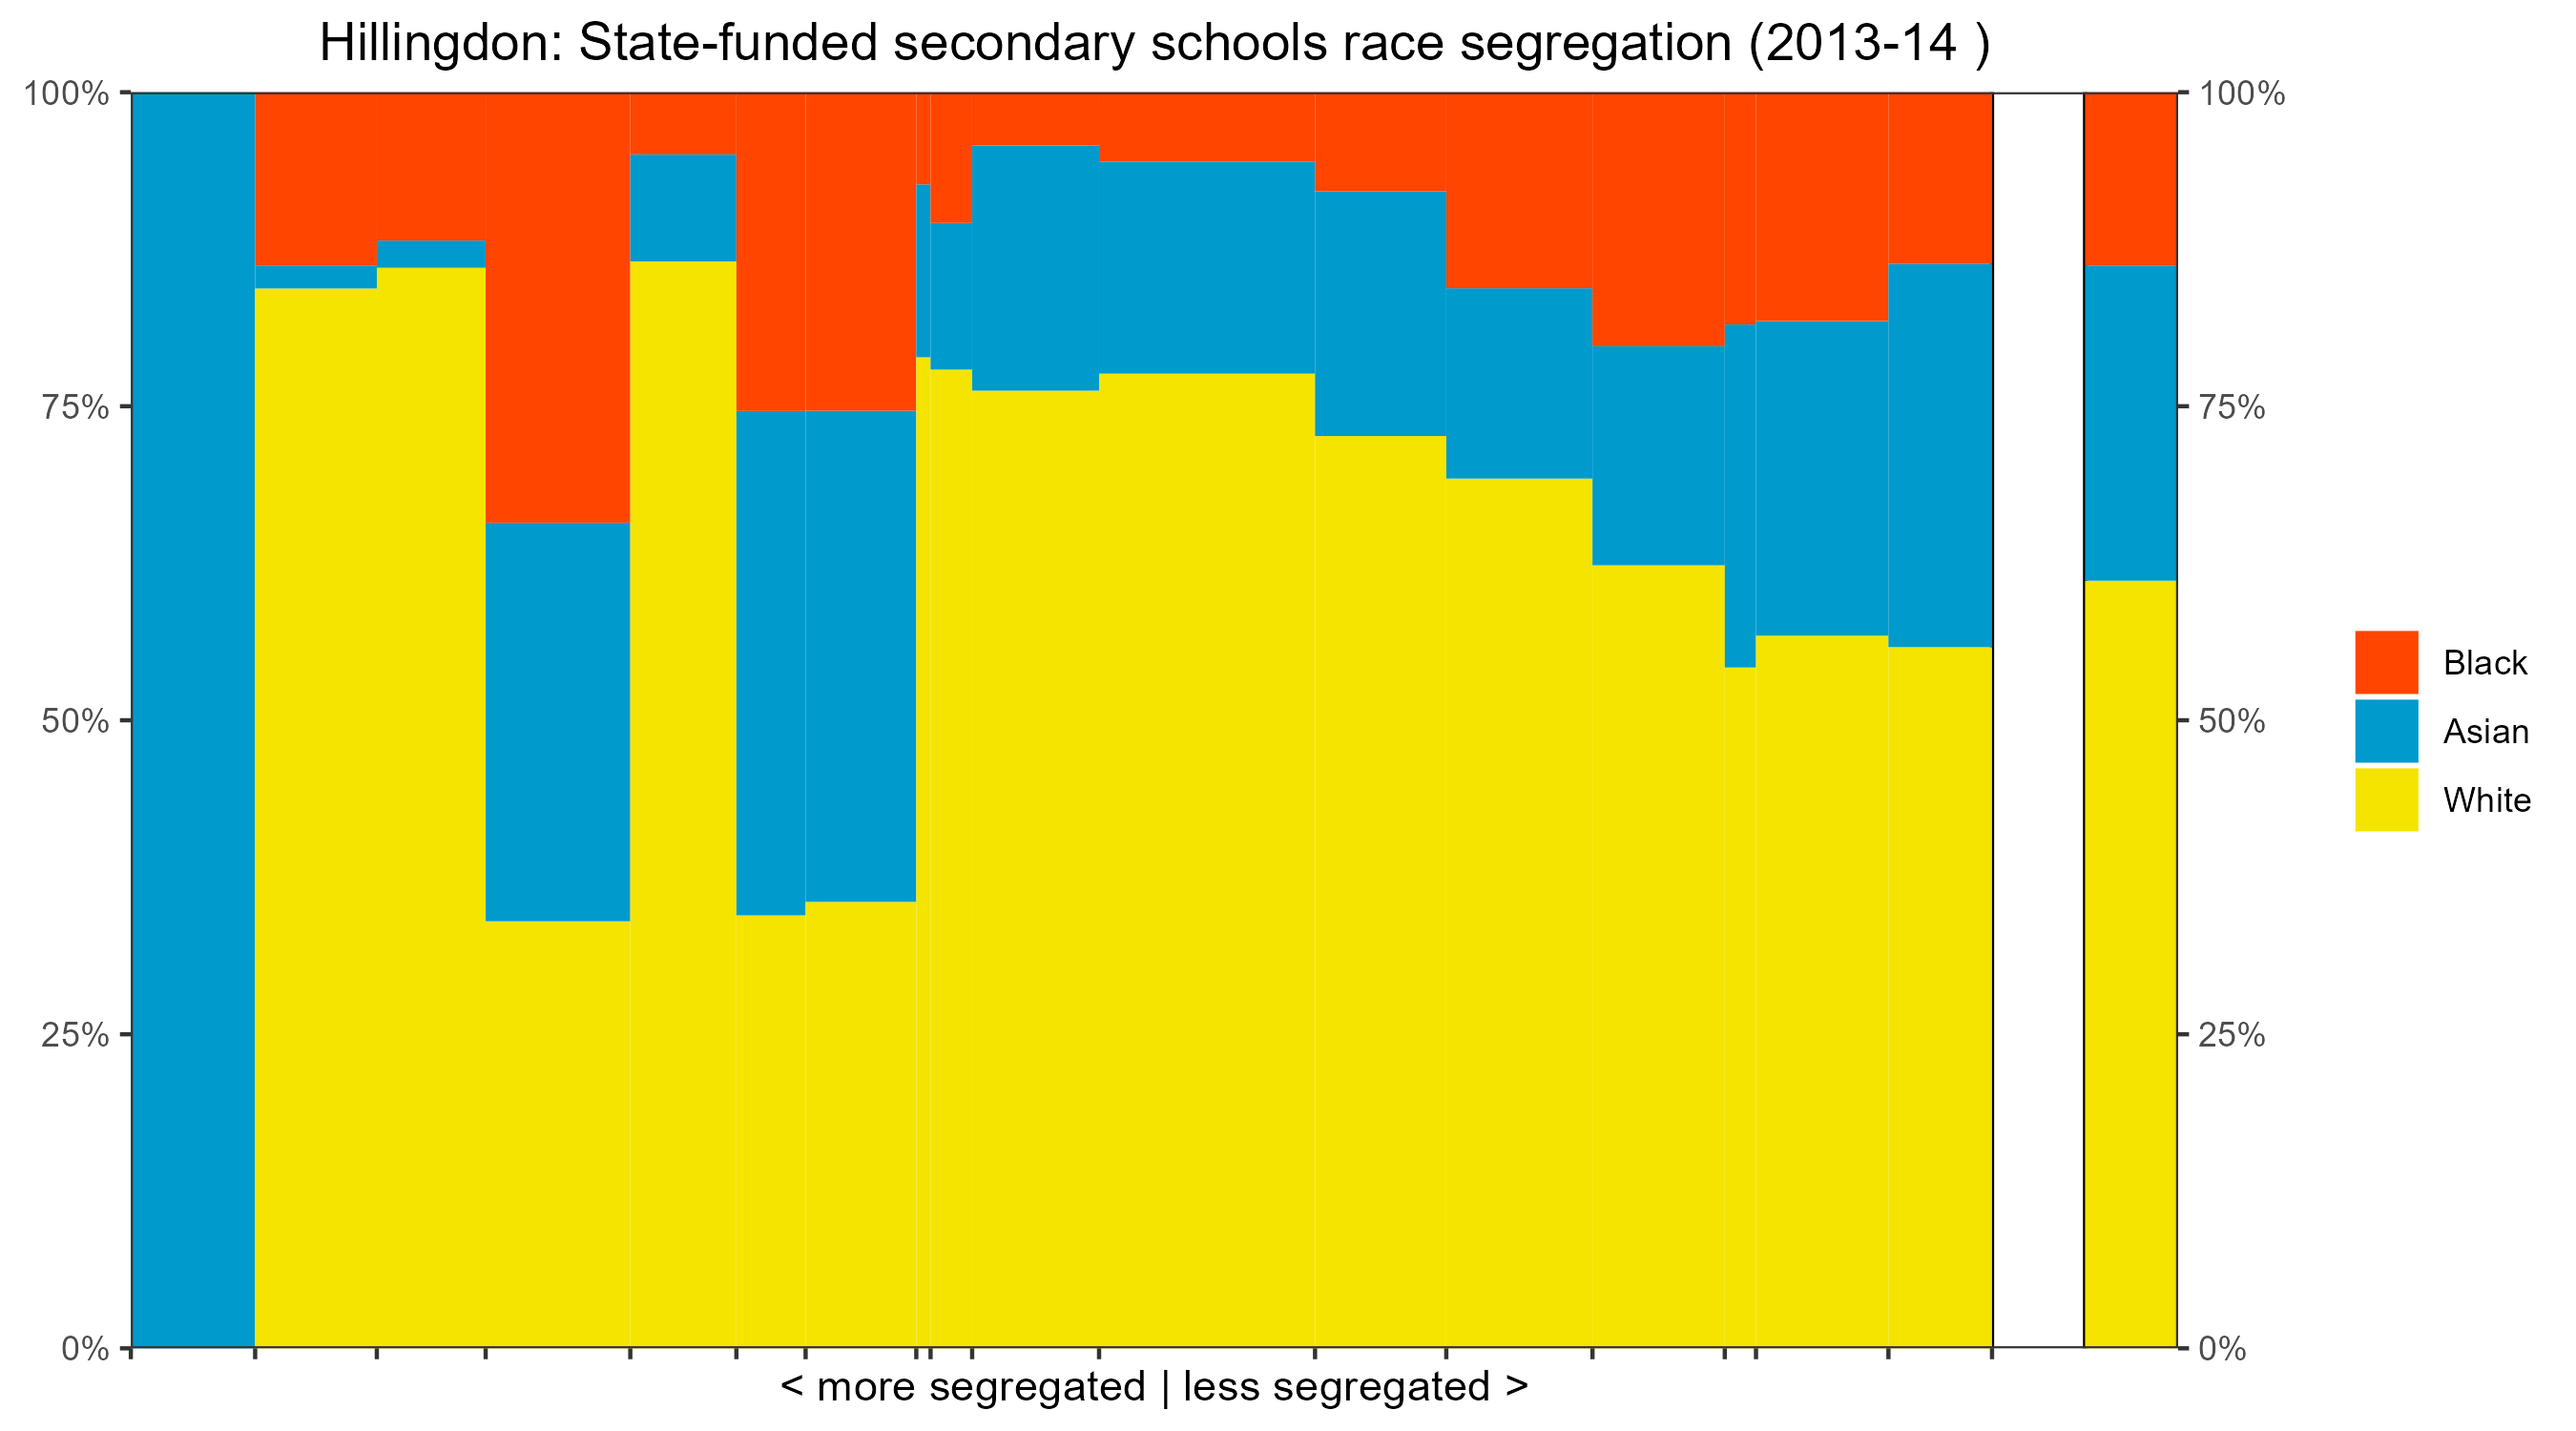 Hillingdon: State-funded secondary schools race segregation (2013-14 )
100%
75%
50%
25%
0%
100%
75%
50%
25%
0%
Black
Asian
White
< more segregated | less segregated >